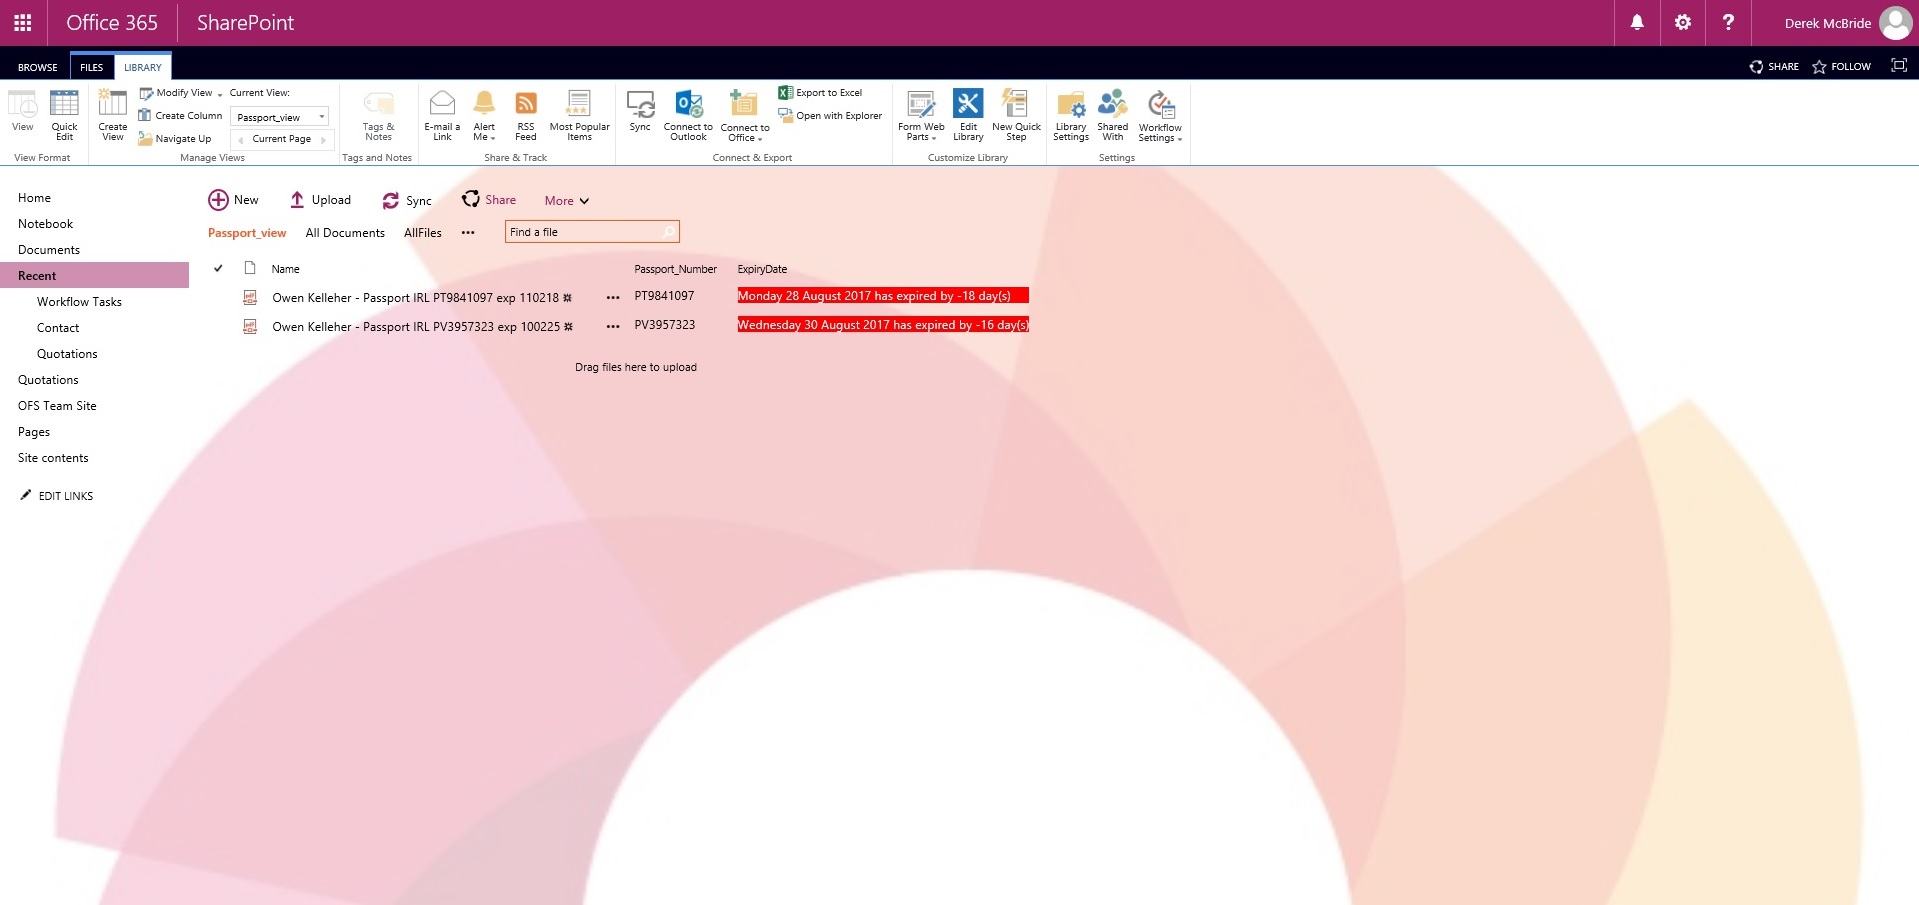 Office 365 SharePoint Derek McBride
BROWSE FILES LIBRARY SHARE FOLLOW
View
Quick Edit
View Format
Create View
Modify View
Create Column
Navigate Up
Current View:
Passport_view
Current Page
Manage Views
Tags & Notes
Tags and Notes
E-mail a Link
Alert Me
RSS Feed
Most Popular Items
Share & Track
Sync
Connect to Outlook
Connect to Office
Export to Excel
Open with Explorer
Connect & Export
Form Web Parts
Edit Library
New Quick Step
Customize Library
Library Settings
Shared With
Workflow Settings
Settings
Home
Notebook
Documents
Recent
Workflow Tasks
Contact
Quotations
Quotations
OFS Team Site
Pages
Site contents
EDIT LINKS
New Upload Sync Share More
Passport_view All Documents AllFiles ••• Find a file
Name Passport_Number ExpiryDate
Owen Kelleher - Passport IRL PT9841097 exp 110218 ••• PT9841097 Monday 28 August 2017 has expired by -18 day(s)
Owen Kelleher - Passport IRL PV3957323 exp 100225 ••• PV3957323 Wednesday 30 August 2017 has expired by -16 day(s)
Drag files here to upload